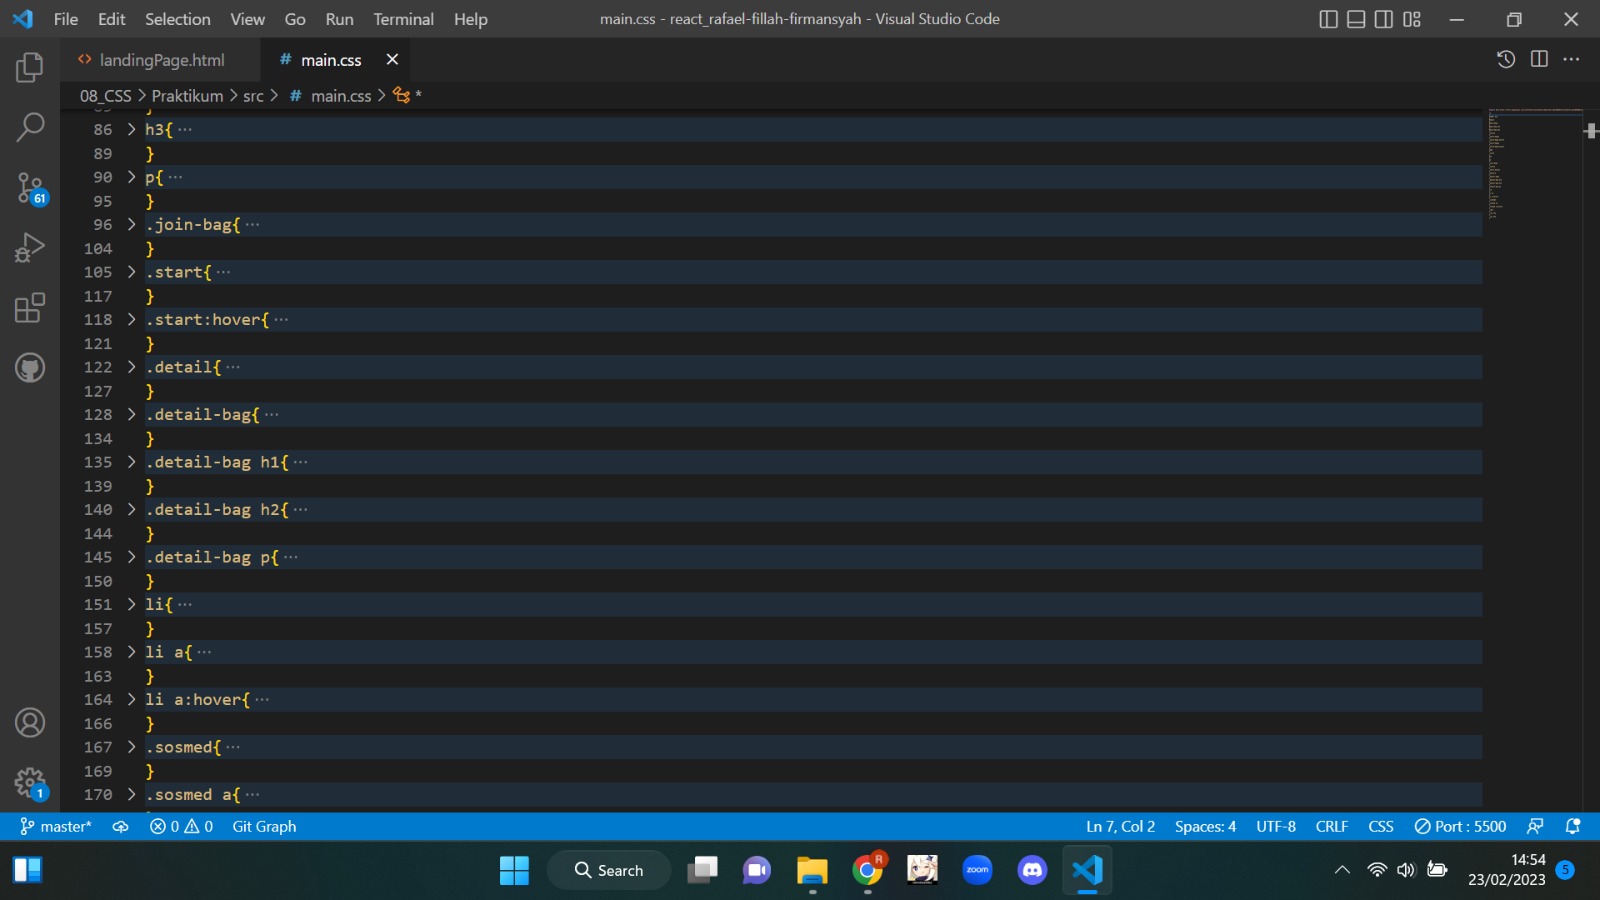 File Edit Selection View Go Run Terminal Help main.css - react_rafael-fillah-firmansyah - Visual Studio Code
<> landingPage.html # main.css
08_CSS > Praktikum > src > # main.css > *
86 > h3{ ···
89 }
90 > p{ ···
95 }
96 > .join-bag{ ···
104 }
105 > .start{ ···
117 }
118 > .start:hover{ ···
121 }
122 > .detail{ ···
127 }
128 > .detail-bag{ ···
134 }
135 > .detail-bag h1{ ···
139 }
140 > .detail-bag h2{ ···
144 }
145 > .detail-bag p{ ···
150 }
151 > li{ ···
157 }
158 > li a{ ···
163 }
164 > li a:hover{ ···
166 }
167 > .sosmed{ ···
169 }
170 > .sosmed a{ ···
61
1
master* 0 0 Git Graph Ln 7, Col 2 Spaces: 4 UTF-8 CRLF CSS Port : 5500
Search
R
zoom
14:54
23/02/2023
5